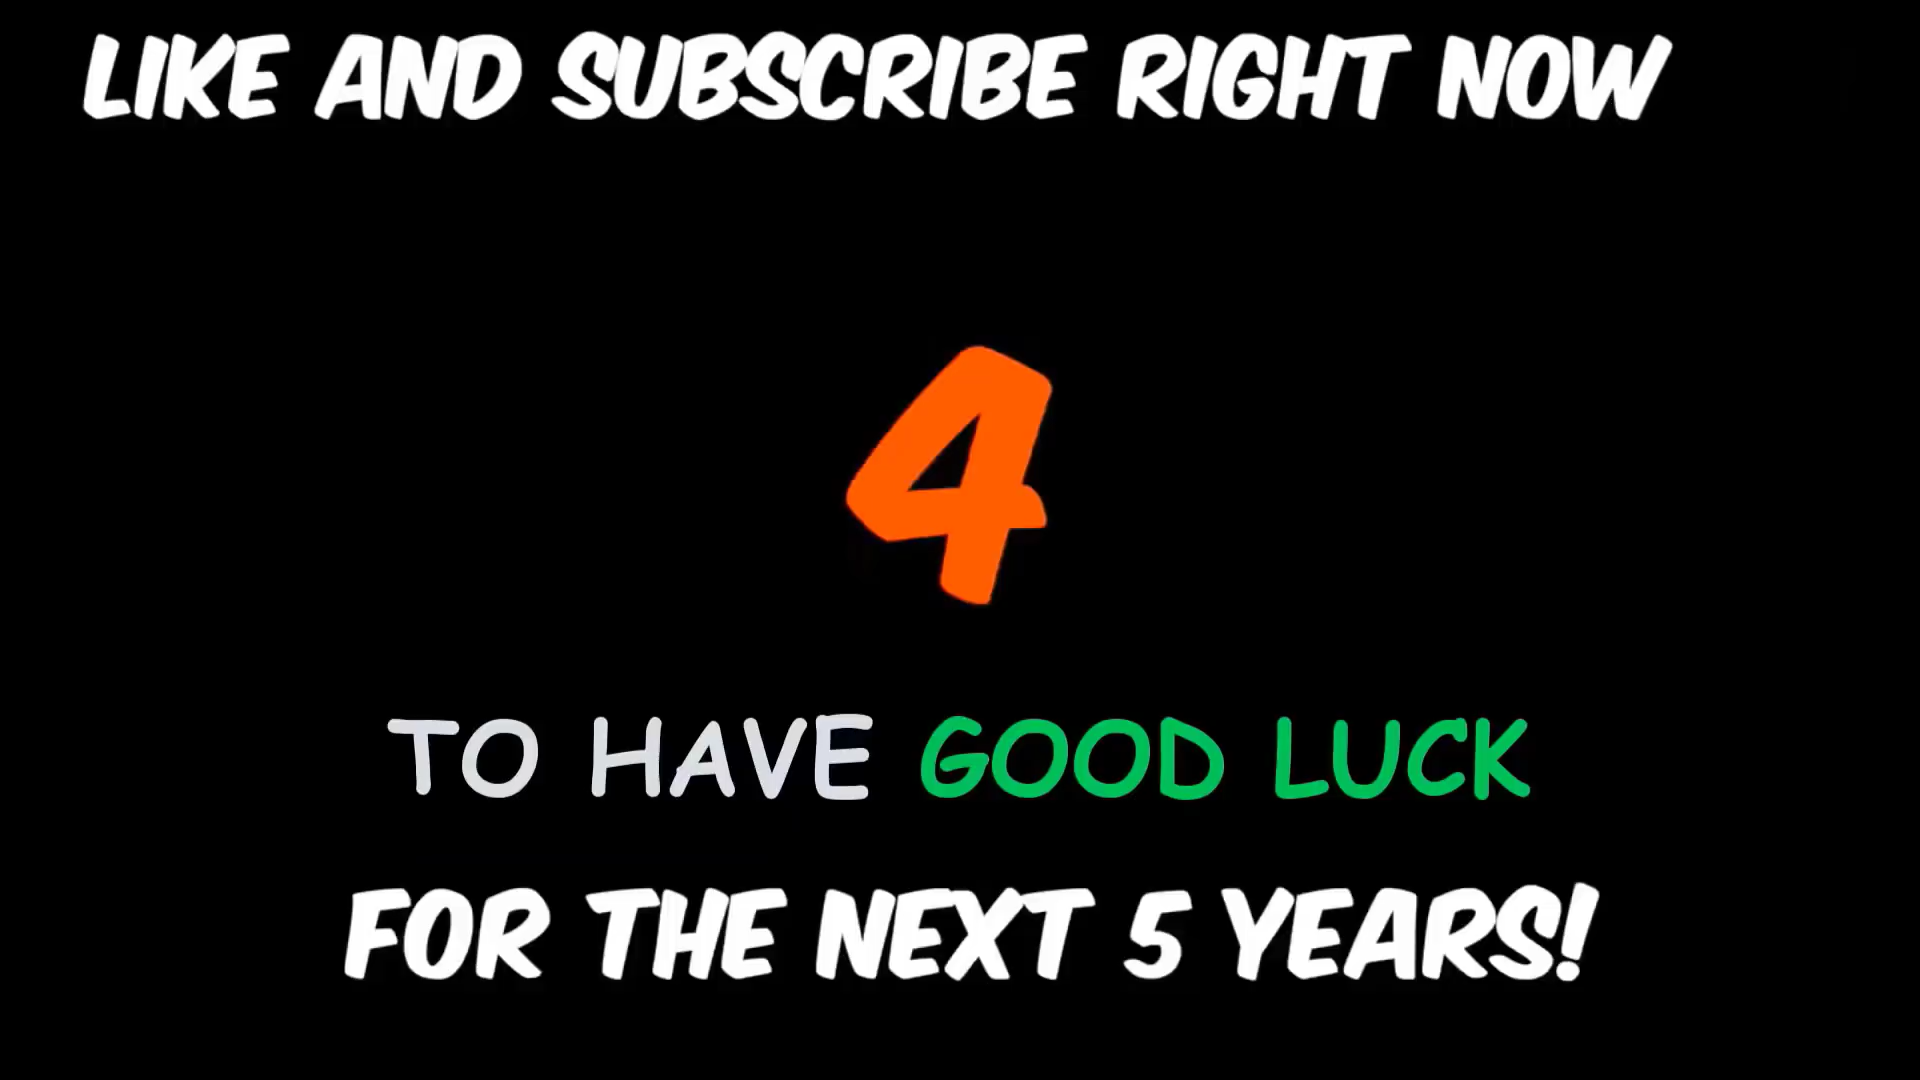 LIKE AND SUBSCRIBE RIGHT NOW
4
TO HAVE GOOD LUCK
FOR THE NEXT 5 YEARS!